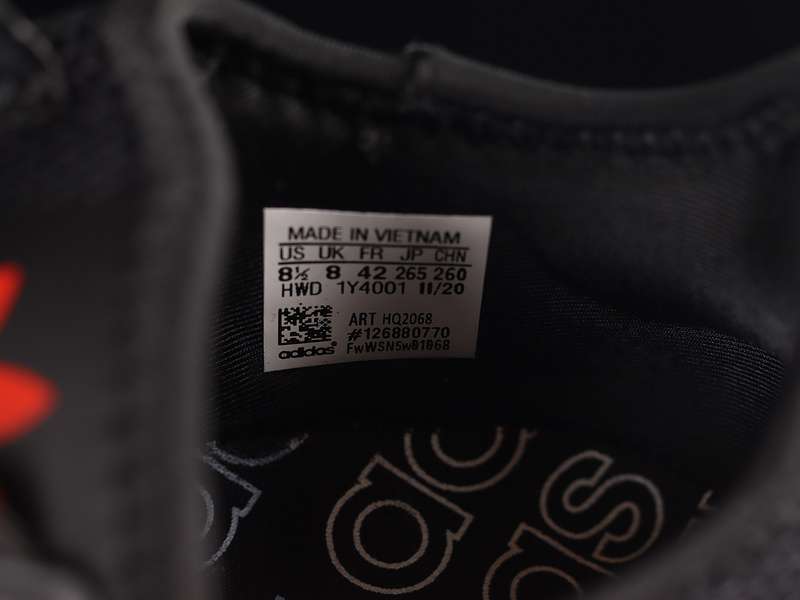 MADE IN VIETNAM
US UK FR JP CHN
8½ 8 42 265 260
HWD 1Y4001 11/20
ART HQ2068
#126880770
adidas® FwWSN5w01068